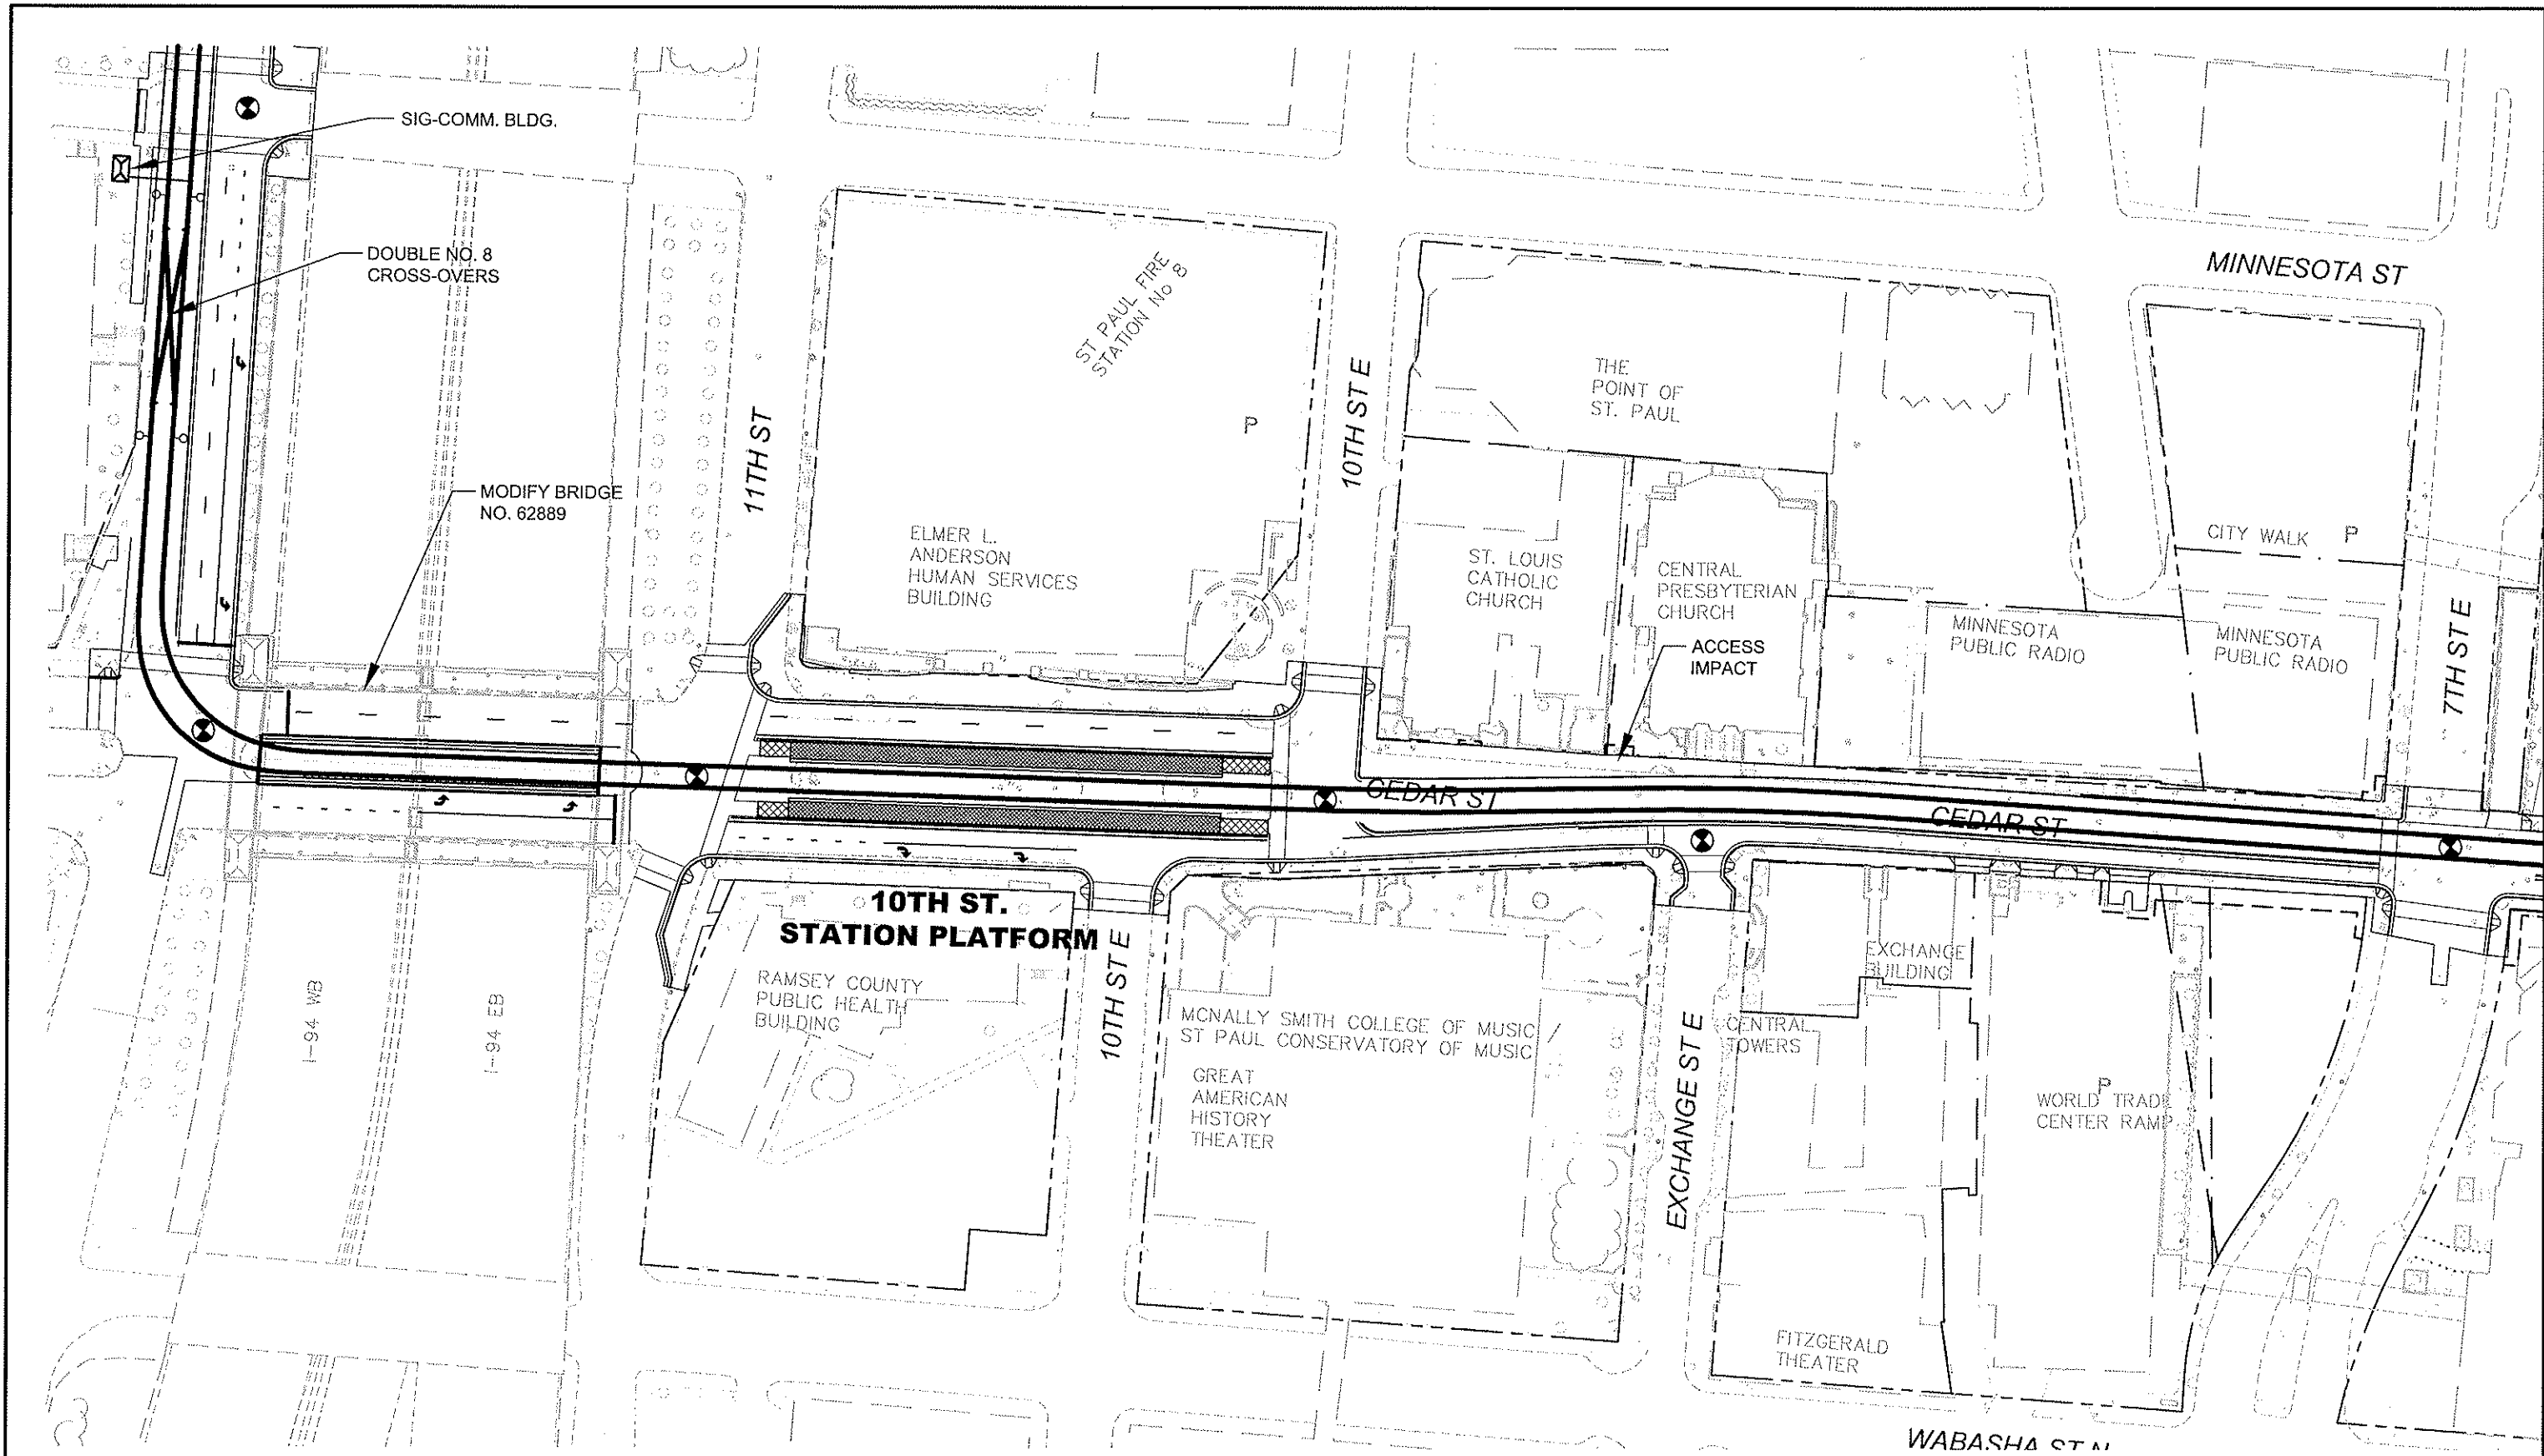 SIG-COMM. BLDG.
DOUBLE NO. 8
CROSS-OVERS
MODIFY BRIDGE
NO. 62889
11TH ST
ST PAUL FIRE
STATION No 8
P
ELMER L.
ANDERSON
HUMAN SERVICES
BUILDING
10TH ST E
THE
POINT OF
ST. PAUL
MINNESOTA ST
ST. LOUIS
CATHOLIC
CHURCH
CENTRAL
PRESBYTERIAN
CHURCH
ACCESS
IMPACT
CITY WALK P
MINNESOTA
PUBLIC RADIO
MINNESOTA
PUBLIC RADIO
7TH ST E
CEDAR ST
CEDAR ST
10TH ST.
STATION PLATFORM
I-94 WB
I-94 EB
RAMSEY COUNTY
PUBLIC HEALTH
BUILDING
10TH ST E
MCNALLY SMITH COLLEGE OF MUSIC /
ST PAUL CONSERVATORY OF MUSIC
GREAT
AMERICAN
HISTORY
THEATER
EXCHANGE ST E
EXCHANGE
BUILDING
CENTRAL
TOWERS
P
WORLD TRADE
CENTER RAMP
FITZGERALD
THEATER
WABASHA ST N